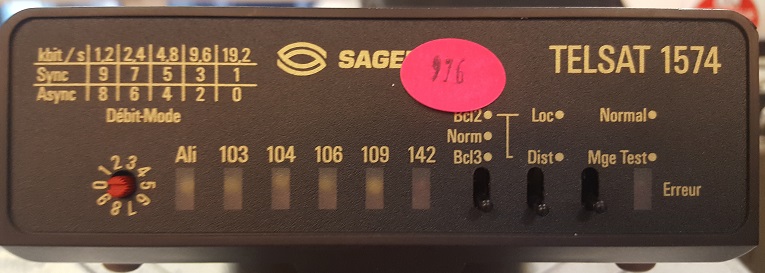 kbit / s 1,2 2,4 4,8 9,6 19,2
Sync 9 7 5 3 1
Async 8 6 4 2 0
Débit-Mode
SAGE
976
TELSAT 1574
Bcl2 Loc Normal
Norm
Bcl3 Dist Mge Test
Ali 103 104 106 109 142
0 1 2 3 4 5 6 7 8 9
Erreur